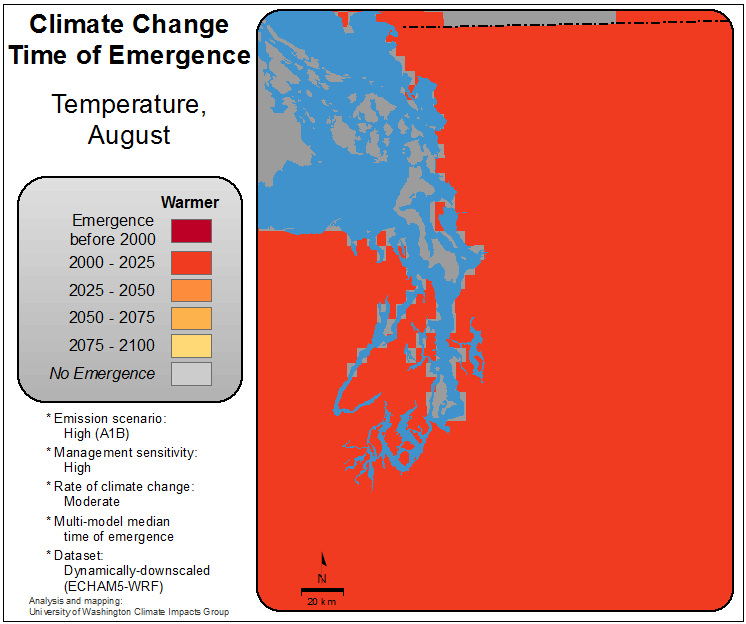 Climate Change
Time of Emergence
Temperature,
August
Warmer
Emergence
before 2000
2000 - 2025
2025 - 2050
2050 - 2075
2075 - 2100
No Emergence
* Emission scenario:
High (A1B)
* Management sensitivity:
High
* Rate of climate change:
Moderate
* Multi-model median
time of emergence
* Dataset:
Dynamically-downscaled
(ECHAM5-WRF)
Analysis and mapping:
University of Washington Climate Impacts Group
N
20 km